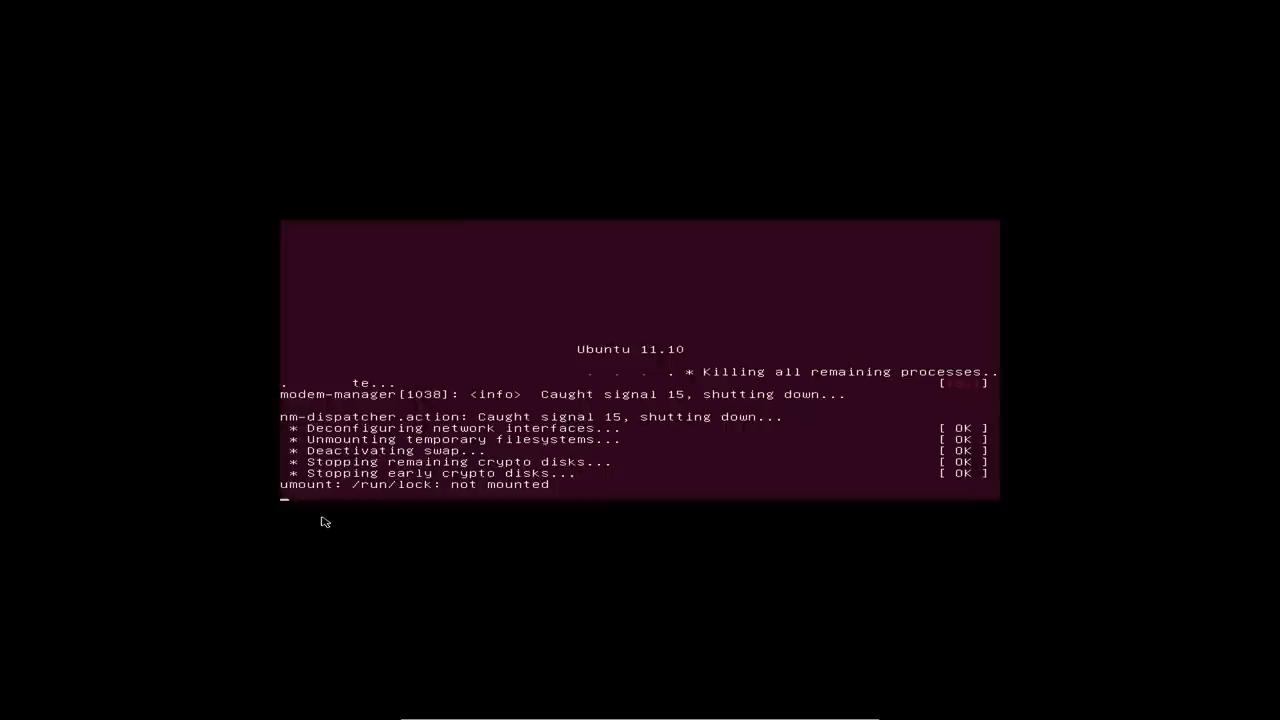 Ubuntu 11.10
. . . . * Killing all remaining processes..
. te... [ ]
modem-manager[1038]: <info> Caught signal 15, shutting down...
nm-dispatcher.action: Caught signal 15, shutting down...
* Deconfiguring network interfaces... [ OK ]
* Unmounting temporary filesystems... [ OK ]
* Deactivating swap... [ OK ]
* Stopping remaining crypto disks... [ OK ]
* Stopping early crypto disks... [ OK ]
umount: /run/lock: not mounted